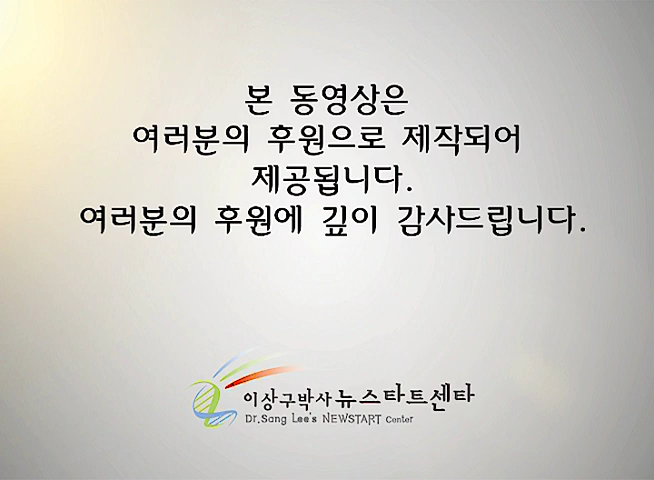 본 동영상은
여러분의 후원으로 제작되어
제공됩니다.
여러분의 후원에 깊이 감사드립니다.
이상구박사 뉴스타트센타
Dr.Sang Lee's NEWSTART Center